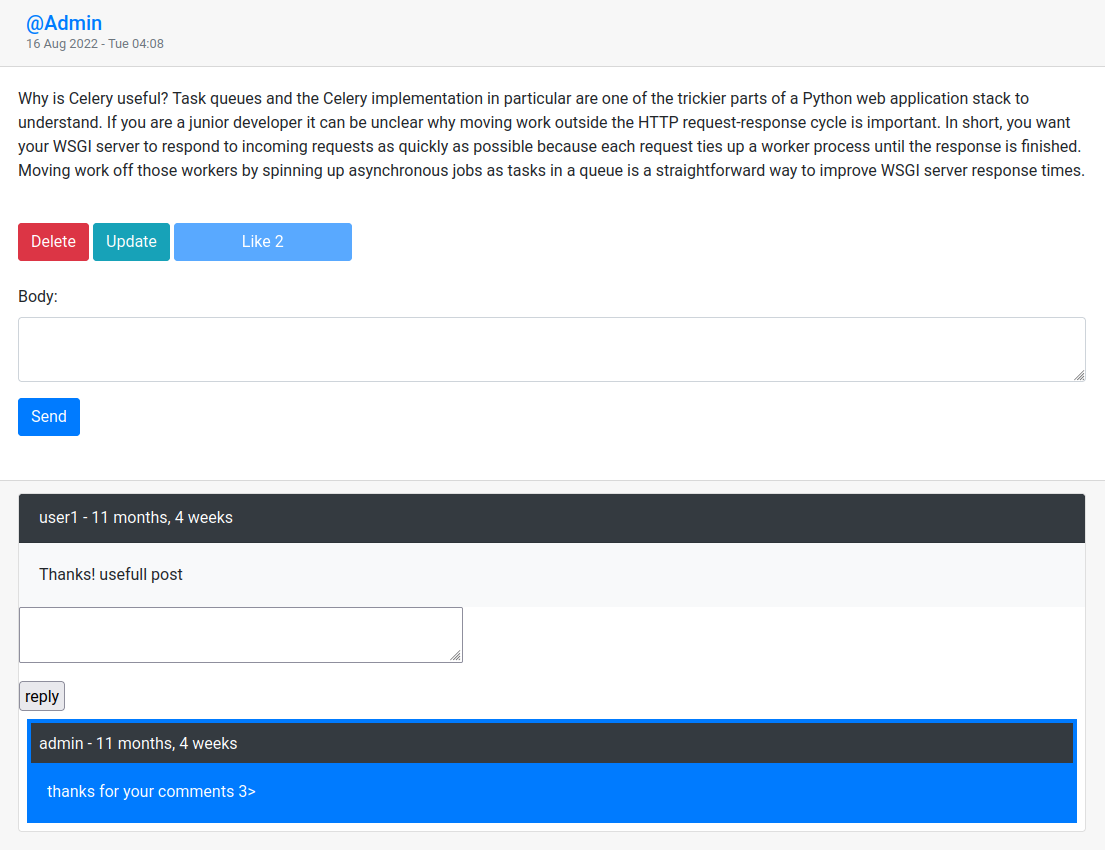 @Admin
16 Aug 2022 - Tue 04:08
Why is Celery useful? Task queues and the Celery implementation in particular are one of the trickier parts of a Python web application stack to
understand. If you are a junior developer it can be unclear why moving work outside the HTTP request-response cycle is important. In short, you want
your WSGI server to respond to incoming requests as quickly as possible because each request ties up a worker process until the response is finished.
Moving work off those workers by spinning up asynchronous jobs as tasks in a queue is a straightforward way to improve WSGI server response times.
Delete Update Like 2
Body:
Send
user1 - 11 months, 4 weeks
Thanks! usefull post
reply
admin - 11 months, 4 weeks
thanks for your comments 3>